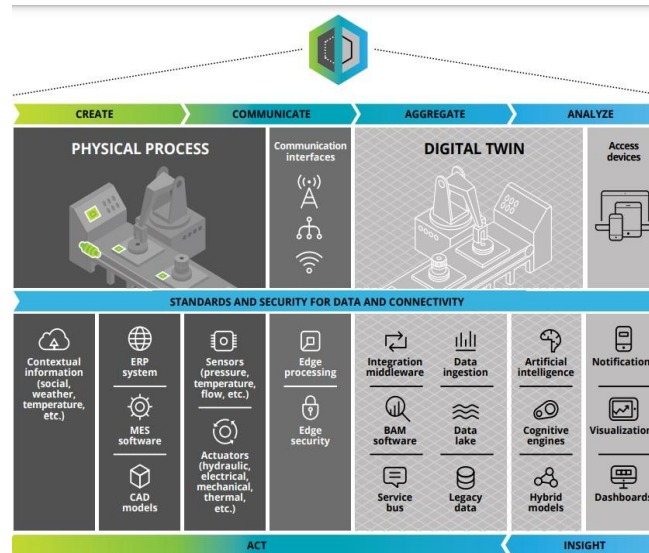 CREATE
COMMUNICATE
AGGREGATE
ANALYZE
PHYSICAL PROCESS
Communication
interfaces
DIGITAL TWIN
Access
devices
STANDARDS AND SECURITY FOR DATA AND CONNECTIVITY
Contextual
information
(social,
weather,
temperature,
etc.)
ERP
system
MES
software
CAD
models
Sensors
(pressure,
temperature,
flow, etc.)
Actuators
(hydraulic,
electrical,
mechanical,
thermal,
etc.)
Edge
processing
Edge
security
Integration
middleware
BAM
software
Service
bus
Data
ingestion
Data
lake
Legacy
data
Artificial
intelligence
Cognitive
engines
Hybrid
models
Notification
Visualization
Dashboards
ACT
INSIGHT